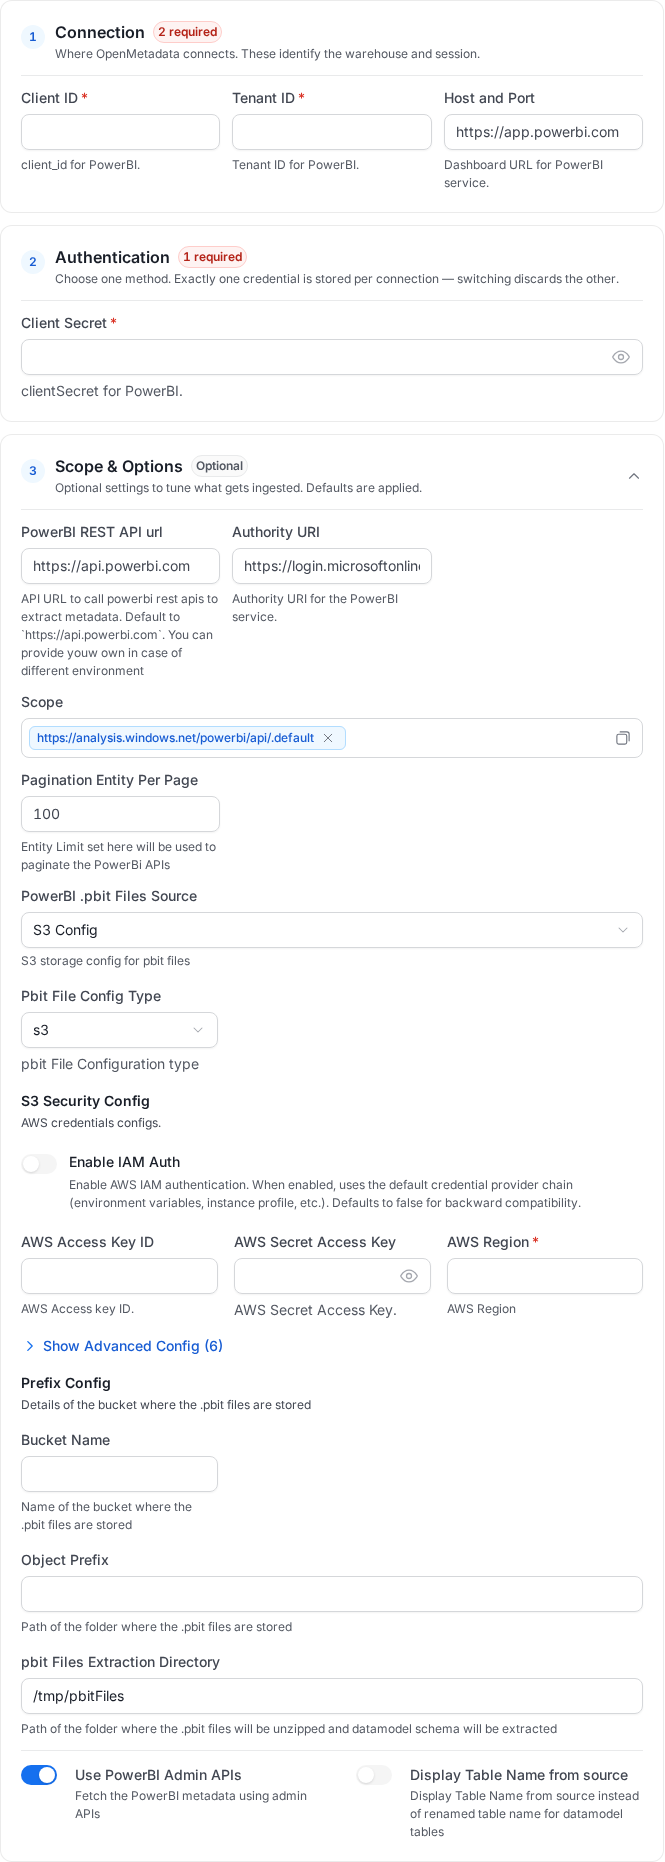 1
Connection
2 required
Where OpenMetadata connects. These identify the warehouse and session.
Client ID *
Tenant ID *
Host and Port
https://app.powerbi.com
client_id for PowerBI.
Tenant ID for PowerBI.
Dashboard URL for PowerBI
service.
2
Authentication
1 required
Choose one method. Exactly one credential is stored per connection — switching discards the other.
Client Secret *
clientSecret for PowerBI.
3
Scope & Options
Optional
Optional settings to tune what gets ingested. Defaults are applied.
PowerBI REST API url
Authority URI
https://api.powerbi.com
https://login.microsoftonline
API URL to call powerbi rest apis to
extract metadata. Default to
`https://api.powerbi.com`. You can
provide youw own in case of
different environment
Authority URI for the PowerBI
service.
Scope
https://analysis.windows.net/powerbi/api/.default
Pagination Entity Per Page
100
Entity Limit set here will be used to
paginate the PowerBi APIs
PowerBI .pbit Files Source
S3 Config
S3 storage config for pbit files
Pbit File Config Type
s3
pbit File Configuration type
S3 Security Config
AWS credentials configs.
Enable IAM Auth
Enable AWS IAM authentication. When enabled, uses the default credential provider chain
(environment variables, instance profile, etc.). Defaults to false for backward compatibility.
AWS Access Key ID
AWS Secret Access Key
AWS Region *
AWS Access key ID.
AWS Secret Access Key.
AWS Region
Show Advanced Config (6)
Prefix Config
Details of the bucket where the .pbit files are stored
Bucket Name
Name of the bucket where the
.pbit files are stored
Object Prefix
Path of the folder where the .pbit files are stored
pbit Files Extraction Directory
/tmp/pbitFiles
Path of the folder where the .pbit files will be unzipped and datamodel schema will be extracted
Use PowerBI Admin APIs
Fetch the PowerBI metadata using admin
APIs
Display Table Name from source
Display Table Name from source instead
of renamed table name for datamodel
tables